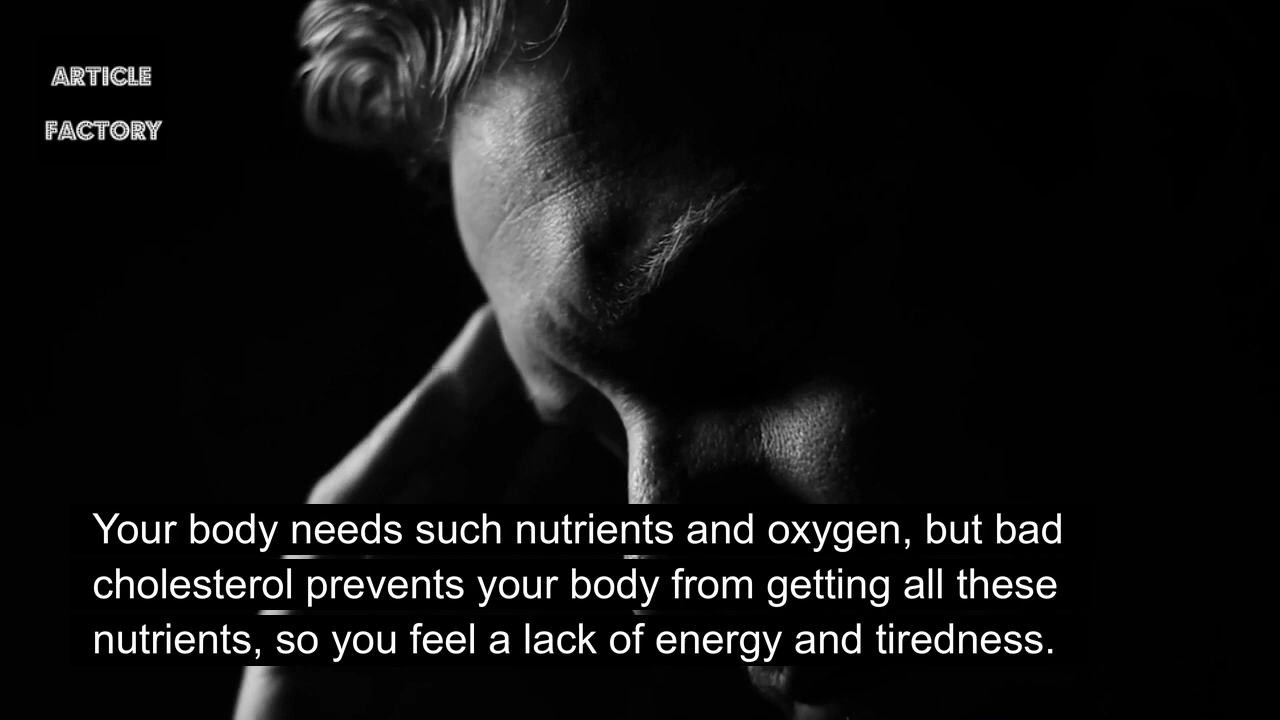 ARTICLE
FACTORY
Your body needs such nutrients and oxygen, but bad
cholesterol prevents your body from getting all these
nutrients, so you feel a lack of energy and tiredness.